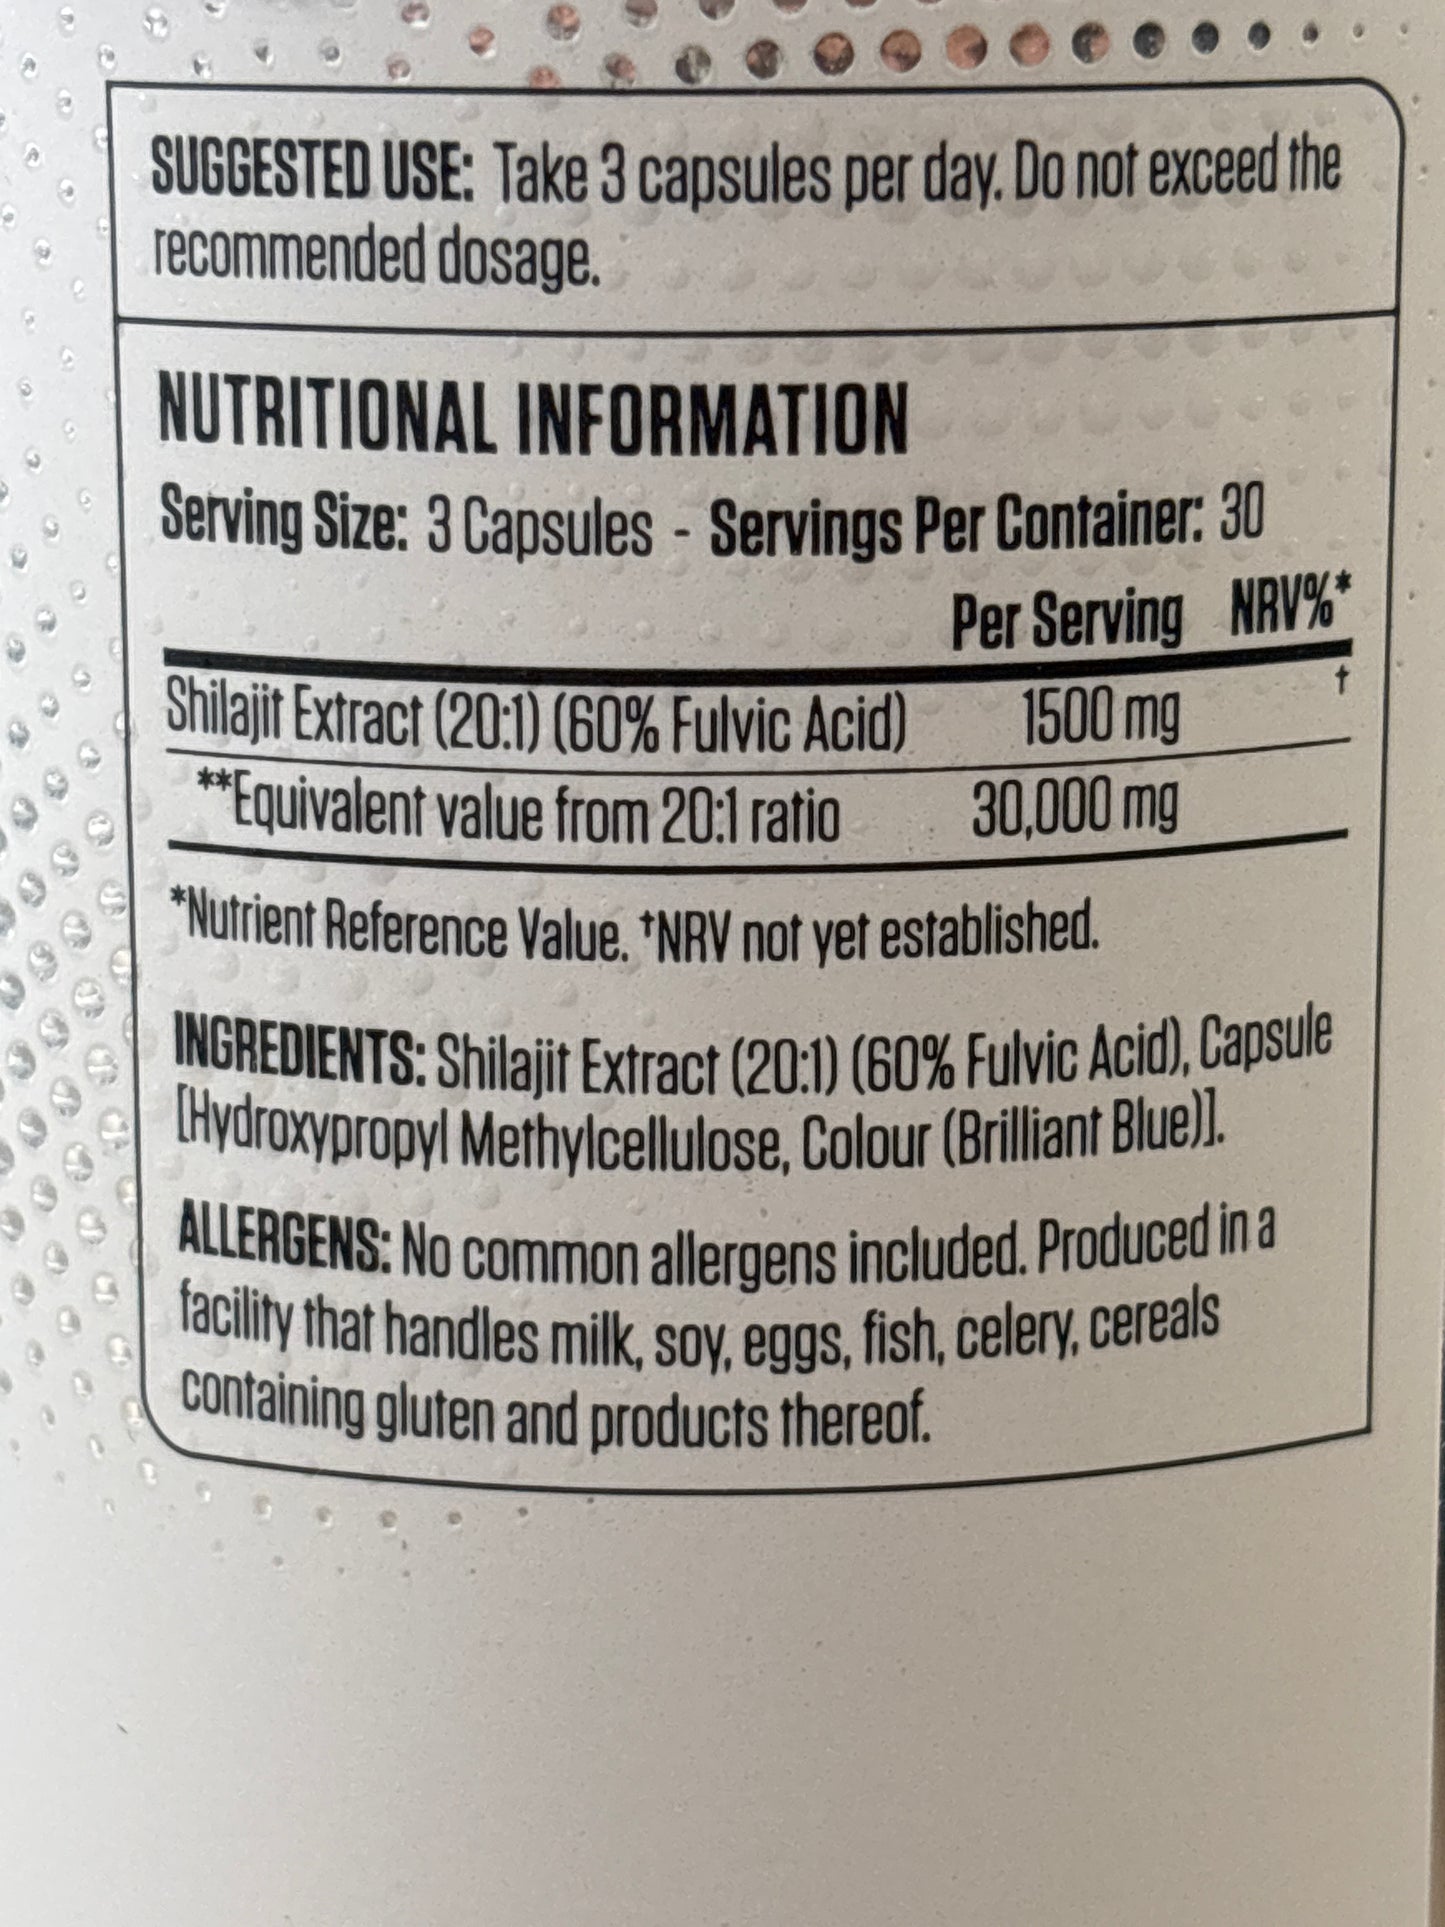 SUGGESTED USE: Take 3 capsules per day. Do not exceed the
recommended dosage.
NUTRITIONAL INFORMATION
Serving Size: 3 Capsules - Servings Per Container: 30
Per Serving NRV%*
Shilajit Extract (20:1) (60% Fulvic Acid) 1500 mg †
**Equivalent value from 20:1 ratio 30,000 mg
*Nutrient Reference Value. †NRV not yet established.
INGREDIENTS: Shilajit Extract (20:1) (60% Fulvic Acid), Capsule
[Hydroxypropyl Methylcellulose, Colour (Brilliant Blue)].
ALLERGENS: No common allergens included. Produced in a
facility that handles milk, soy, eggs, fish, celery, cereals
containing gluten and products thereof.